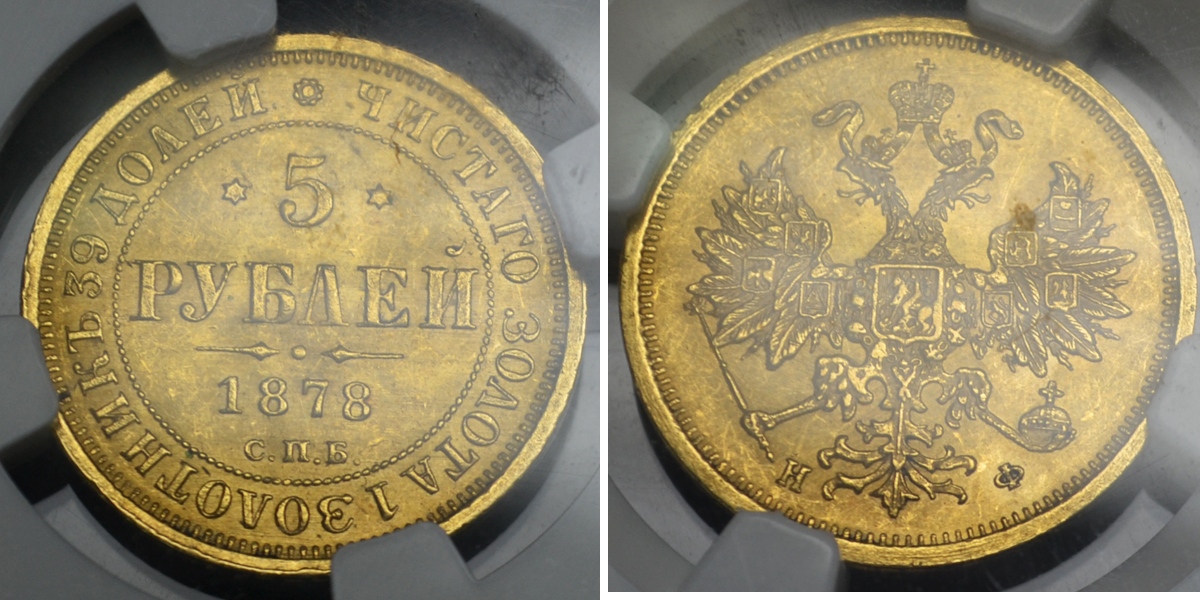 ЧИСТАГО ЗОЛОТА 1 ЗОЛОТНИКЪ 39 ДОЛЕЙ
5
РУБЛЕЙ
1878
С.П.Б.
Н Ф